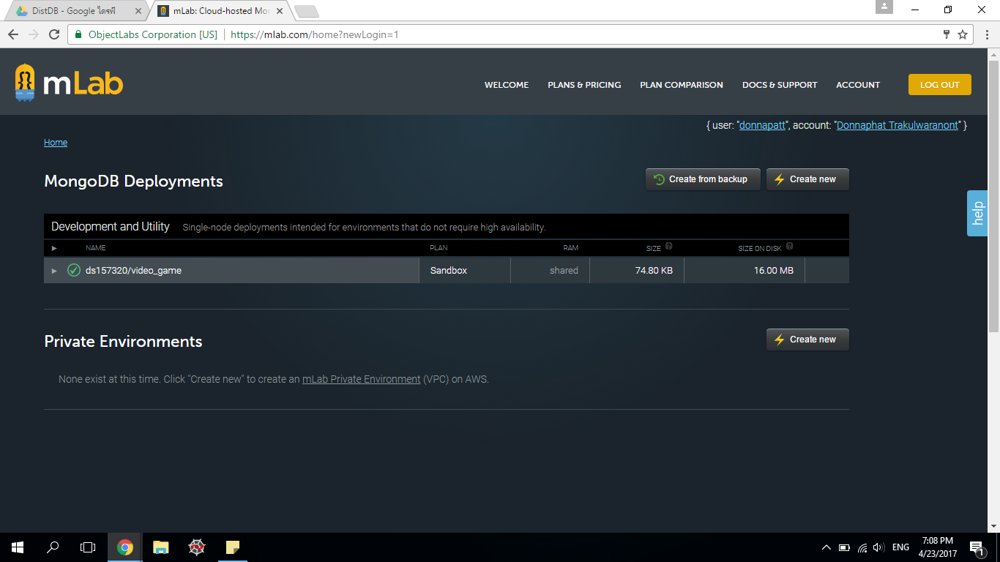 DistDB - Google ไดรฟ์
mLab: Cloud-hosted Mo
ObjectLabs Corporation [US]
https://mlab.com/home?newLogin=1
mLab
WELCOME
PLANS & PRICING
PLAN COMPARISON
DOCS & SUPPORT
ACCOUNT
LOG OUT
{ user: "donnapatt", account: "Donnaphat Trakulwaranont" }
Home
MongoDB Deployments
Create from backup
Create new
help
Development and Utility Single-node deployments intended for environments that do not require high availability.
NAME PLAN RAM SIZE ? SIZE ON DISK ?
ds157320/video_game Sandbox shared 74.80 KB 16.00 MB
Private Environments
Create new
None exist at this time. Click "Create new" to create an mLab Private Environment (VPC) on AWS.
ENG
7:08 PM
4/23/2017
1